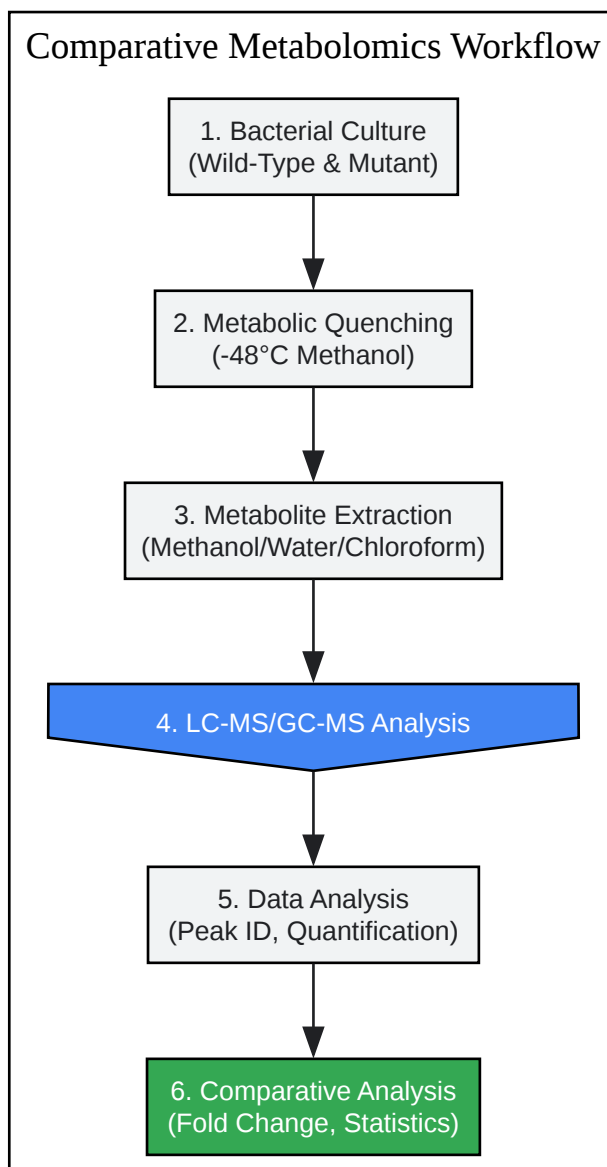 Comparative Metabolomics Workflow
1. Bacterial Culture
(Wild-Type & Mutant)
2. Metabolic Quenching
(-48°C Methanol)
3. Metabolite Extraction
(Methanol/Water/Chloroform)
4. LC-MS/GC-MS Analysis
5. Data Analysis
(Peak ID, Quantification)
6. Comparative Analysis
(Fold Change, Statistics)